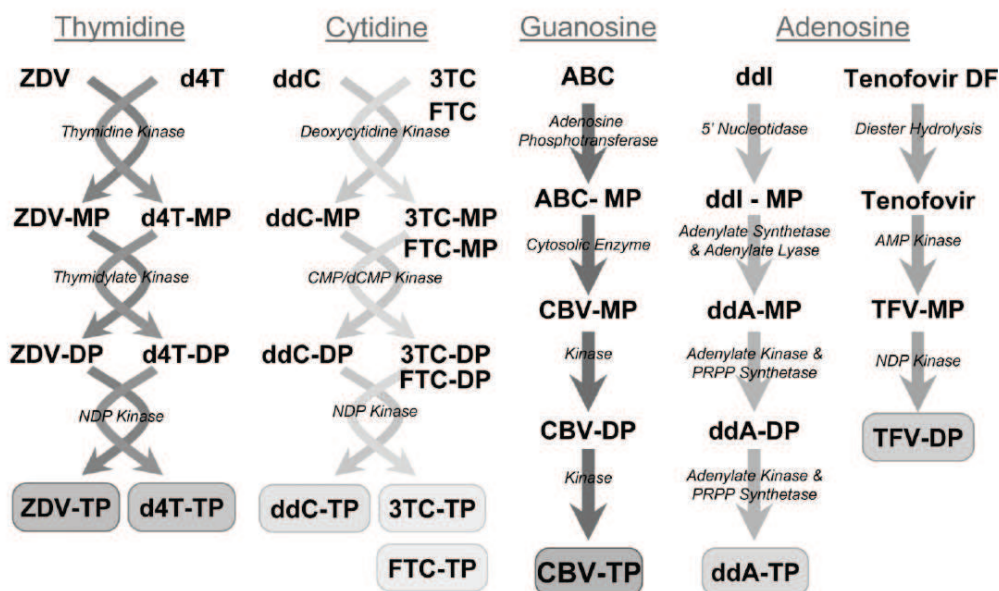 Thymidine
Cytidine
Guanosine
Adenosine
ZDV
d4T
ddC
3TC
FTC
ABC
ddI
Tenofovir DF
Thymidine Kinase
Deoxycytidine Kinase
Adenosine
Phosphotransferase
5' Nucleotidase
Diester Hydrolysis
ZDV-MP
d4T-MP
ddC-MP
3TC-MP
FTC-MP
ABC- MP
ddI - MP
Tenofovir
Thymidylate Kinase
CMP/dCMP Kinase
Cytosolic Enzyme
Adenylate Synthetase
& Adenylate Lyase
AMP Kinase
ZDV-DP
d4T-DP
ddC-DP
3TC-DP
FTC-DP
CBV-MP
ddA-MP
TFV-MP
NDP Kinase
NDP Kinase
Kinase
Adenylate Kinase &
PRPP Synthetase
NDP Kinase
CBV-DP
ddA-DP
TFV-DP
Kinase
Adenylate Kinase &
PRPP Synthetase
ZDV-TP
d4T-TP
ddC-TP
3TC-TP
FTC-TP
CBV-TP
ddA-TP